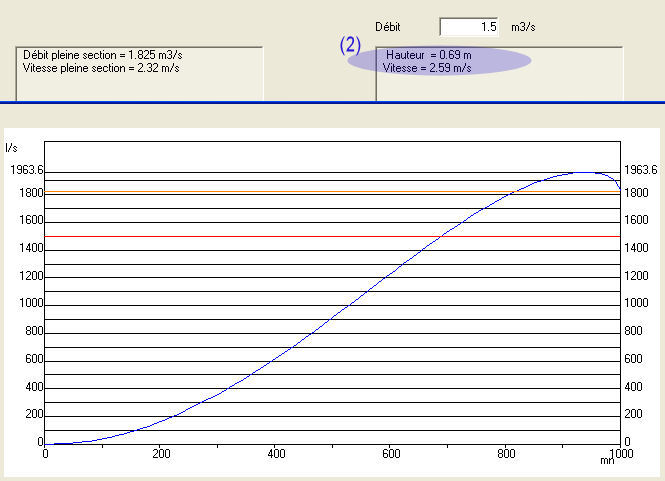 Débit 1.5 m3/s
(2)
Débit pleine section = 1.825 m3/s
Vitesse pleine section = 2.32 m/s
Hauteur = 0.69 m
Vitesse = 2.59 m/s
l/s
1963.6 1963.6
1800 1800
1600 1600
1400 1400
1200 1200
1000 1000
800 800
600 600
400 400
200 200
0 0
0 200 400 600 800 1000
mn